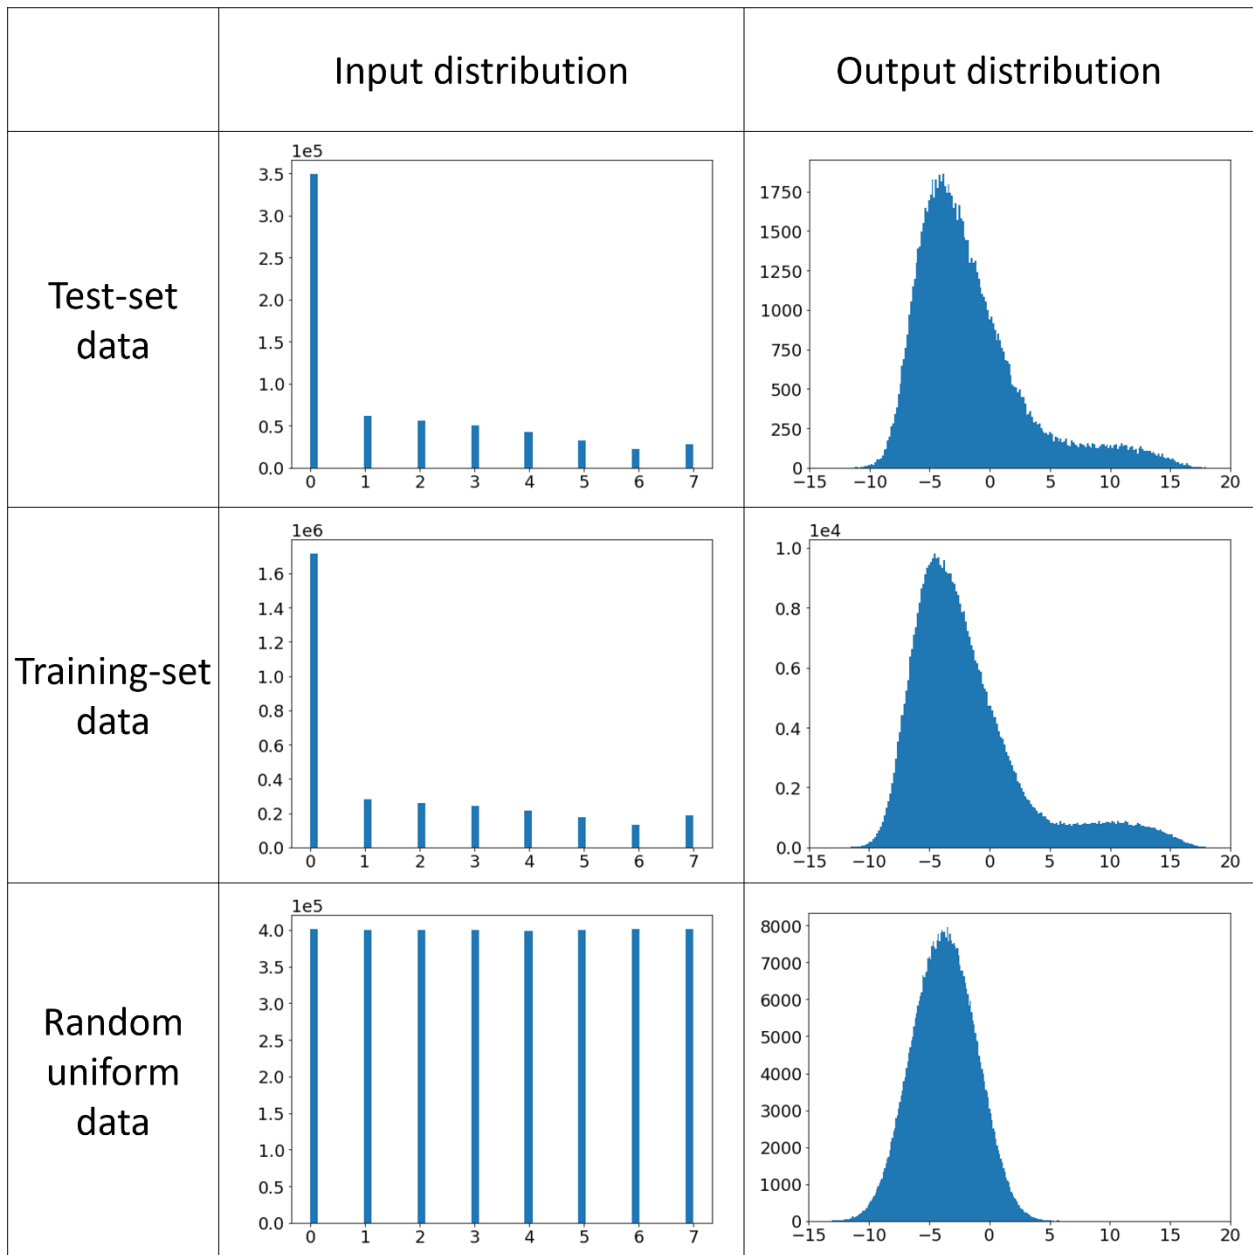 Input distribution
Output distribution
Test-set
data
1e5
3.5
3.0
2.5
2.0
1.5
1.0
0.5
0.0
0 1 2 3 4 5 6 7
1750
1500
1250
1000
750
500
250
0
−15 −10 −5 0 5 10 15 20
Training-set
data
1e6
1.6
1.4
1.2
1.0
0.8
0.6
0.4
0.2
0.0
0 1 2 3 4 5 6 7
1e4
1.0
0.8
0.6
0.4
0.2
0.0
−15 −10 −5 0 5 10 15 20
Random
uniform
data
1e5
4.0
3.5
3.0
2.5
4.0
1.5
1.0
0.5
0.0
0 1 2 3 4 5 6 7
8000
7000
6000
5000
4000
3000
2000
1000
0
−15 −10 −5 0 5 10 15 20